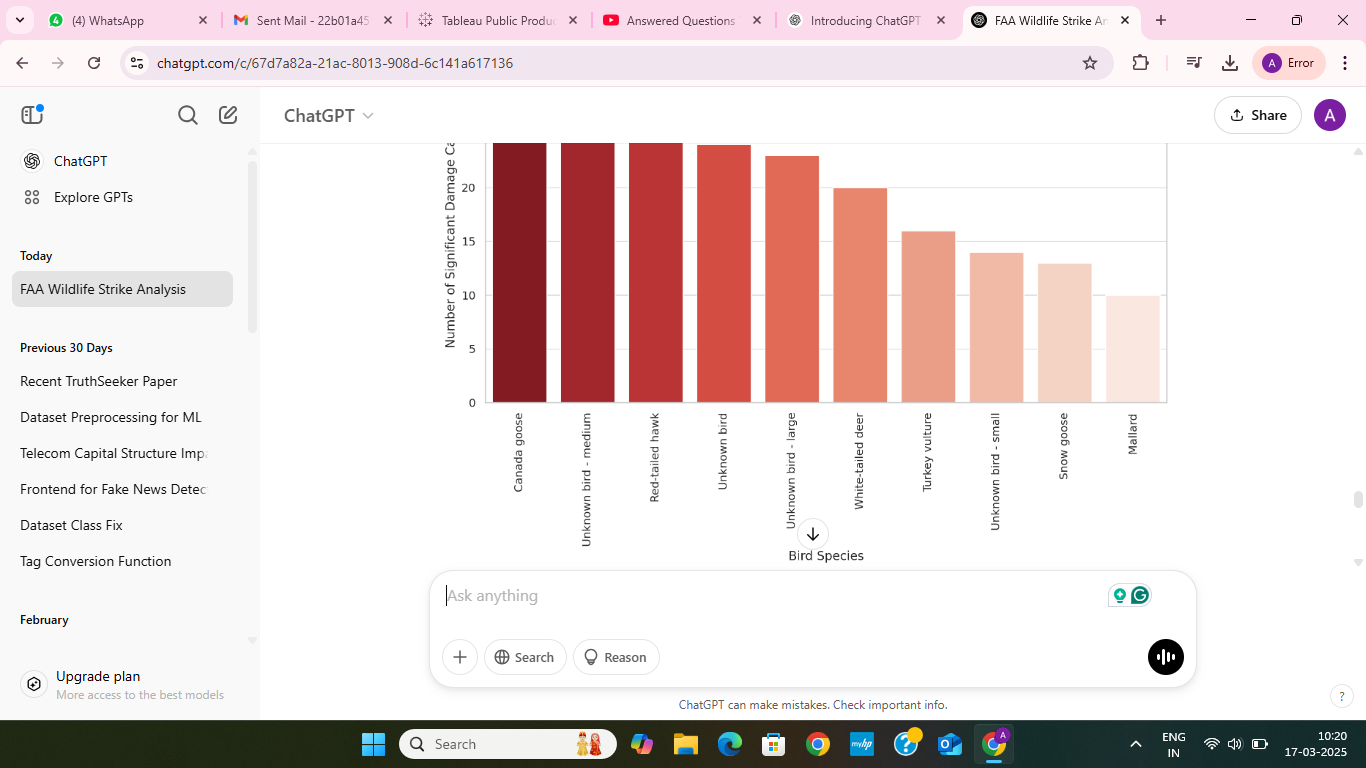 (4) WhatsApp
Sent Mail - 22b01a45
Tableau Public Produc
Answered Questions
Introducing ChatGPT
FAA Wildlife Strike An
chatgpt.com/c/67d7a82a-21ac-8013-908d-6c141a617136
A
Error
ChatGPT
Share
A
ChatGPT
Explore GPTs
Today
FAA Wildlife Strike Analysis
Previous 30 Days
Recent TruthSeeker Paper
Dataset Preprocessing for ML
Telecom Capital Structure Impa
Frontend for Fake News Detec
Dataset Class Fix
Tag Conversion Function
February
Upgrade plan
More access to the best models
Number of Significant Damage Ca
20
15
10
5
0
Canada goose
Unknown bird - medium
Red-tailed hawk
Unknown bird
Unknown bird - large
White-tailed deer
Turkey vulture
Unknown bird - small
Snow goose
Mallard
Bird Species
Ask anything
Search
Reason
ChatGPT can make mistakes. Check important info.
?
Search
myhp
A
ENG
IN
10:20
17-03-2025